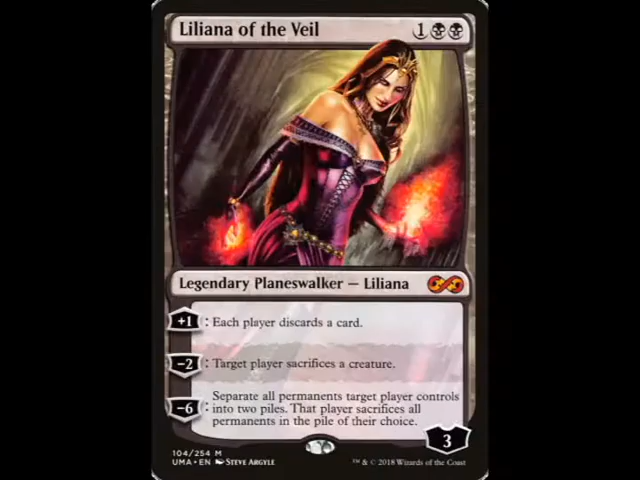 Liliana of the Veil 1
Legendary Planeswalker — Liliana
+1 : Each player discards a card.
−2 : Target player sacrifices a creature.
Separate all permanents target player controls
−6 : into two piles. That player sacrifices all
permanents in the pile of their choice.
3
104/254 M
UMA • EN STEVE ARGYLE ™ & © 2018 Wizards of the Coast